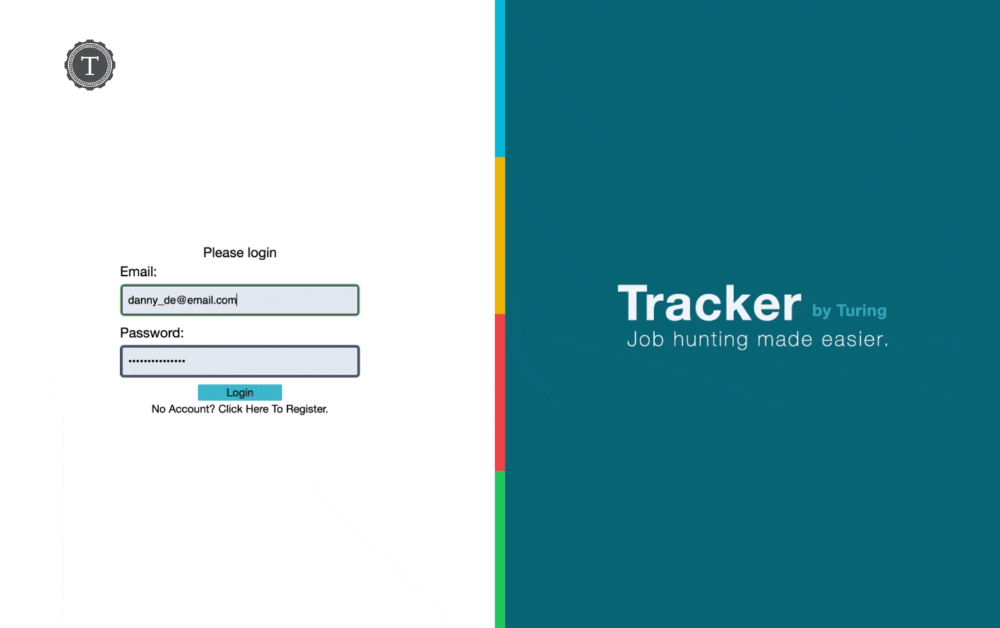 T
Please login
Email:
danny_de@email.com
Password:
•••••••••••••••
Login
No Account? Click Here To Register.
Tracker by Turing
Job hunting made easier.